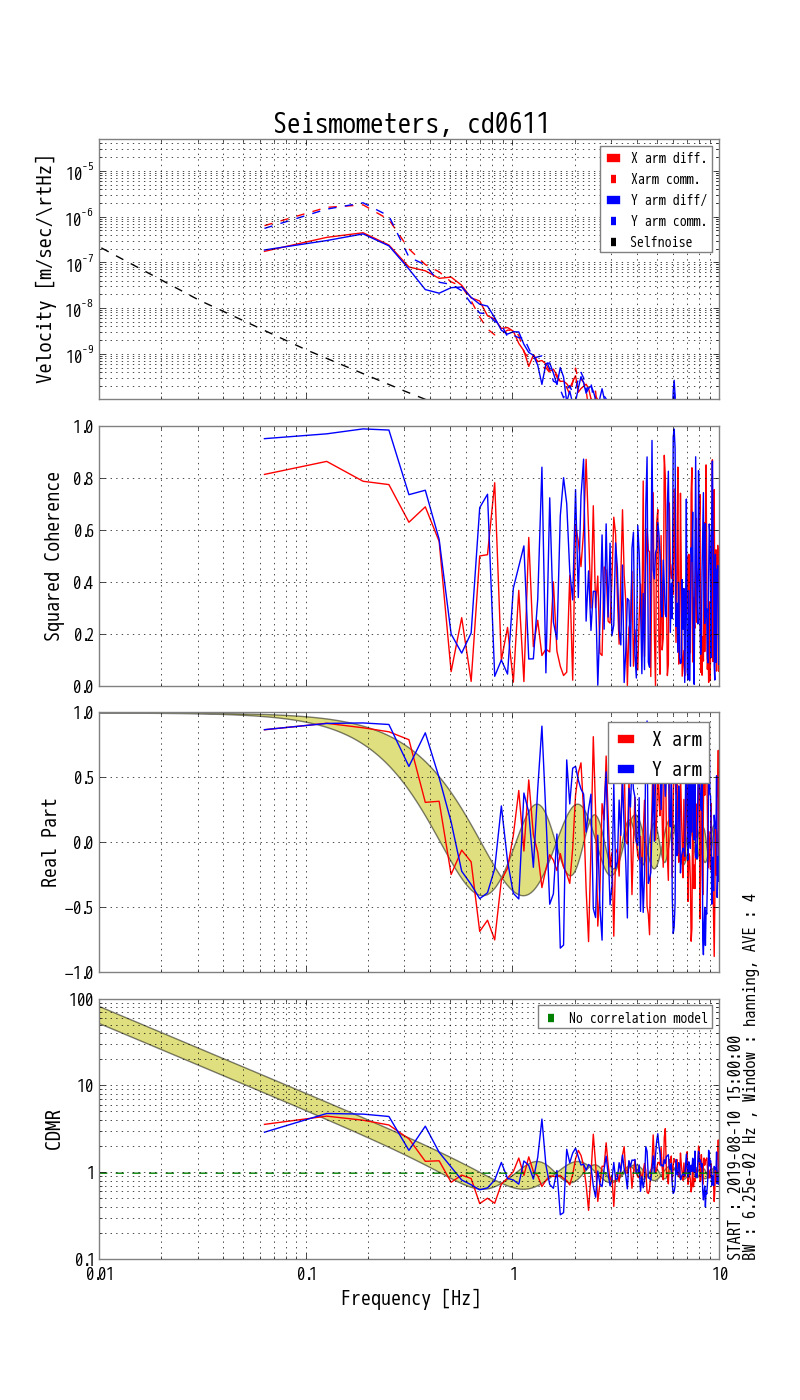 Seismometers, cd0611
Velocity [m/sec/\rtHz]
10^-5
10^-6
10^-7
10^-8
10^-9
X arm diff.
Xarm comm.
Y arm diff/
Y arm comm.
Selfnoise
Squared Coherence
1.0
0.8
0.6
0.4
0.2
0.0
Real Part
1.0
0.5
0.0
−0.5
−1.0
X arm
Y arm
CDMR
100
10
1
0.1
No correlation model
0.01
0.1
1
10
Frequency [Hz]
START : 2019-08-10 15:00:00
BW : 6.25e-02 Hz , Window : hanning, AVE : 4